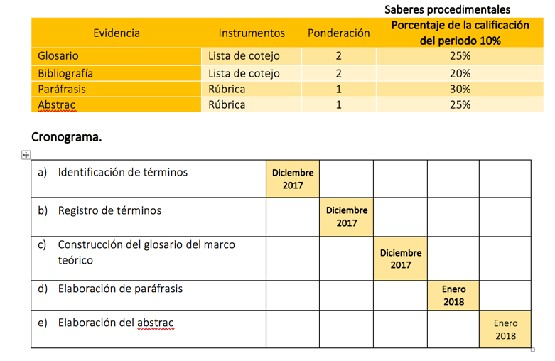 Saberes procedimentales
Evidencia Instrumentos Ponderación Porcentaje de la calificación
del periodo 10%
Glosario Lista de cotejo 2 25%
Bibliografía Lista de cotejo 2 20%
Paráfrasis Rúbrica 1 30%
Abstrac Rúbrica 1 25%
Cronograma.
a) Identificación de términos Diciembre
2017
b) Registro de términos Diciembre
2017
c) Construcción del glosario del marco
teórico Diciembre
2017
d) Elaboración de paráfrasis Enero
2018
e) Elaboración del abstrac Enero
2018